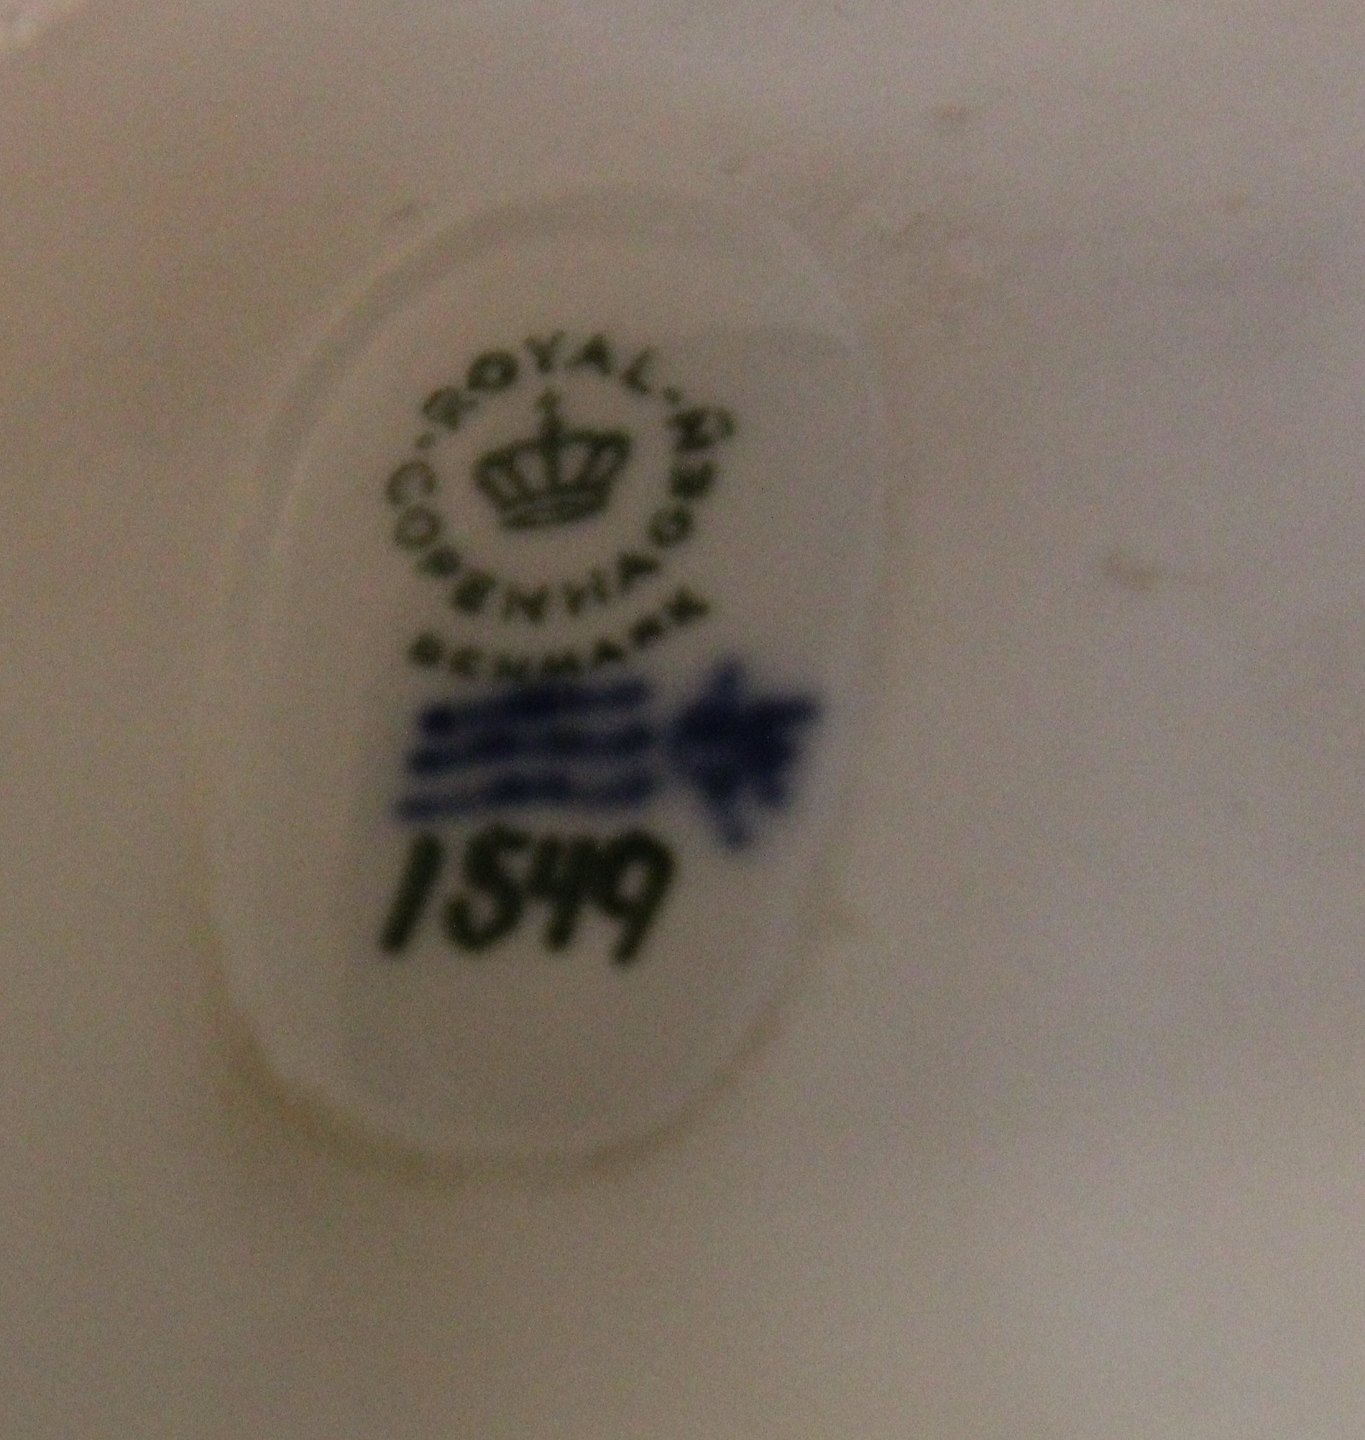 ROYAL-
COPENHAGEN-
DENMARK
1549